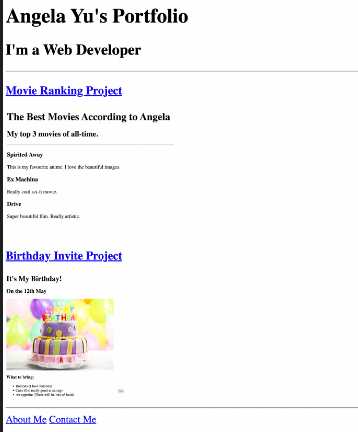 Angela Yu's Portfolio
I'm a Web Developer
Movie Ranking Project
The Best Movies According to Angela
My top 3 movies of all-time.
Spirited Away
This is my favourite anime. I love the beautiful images.
Ex Machina
Really cool sci-fi movie.
Drive
Super beautiful film. Really artistic.
Birthday Invite Project
It's My Birthday!
On the 12th May
HAPPY
BIRTHDAY
What to bring:
Balloons (I love balloons)
Cake (I'm really good at eating)
An appetite (There will be lots of food)
About Me Contact Me